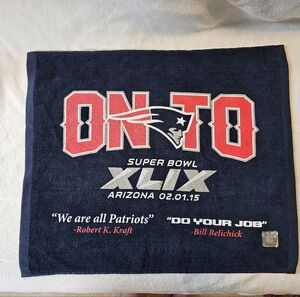 ON TO
SUPER BOWL
XLIX
ARIZONA 02.01.15
“We are all Patriots” “DO YOUR JOB”
-Robert K. Kraft -Bill Belichick